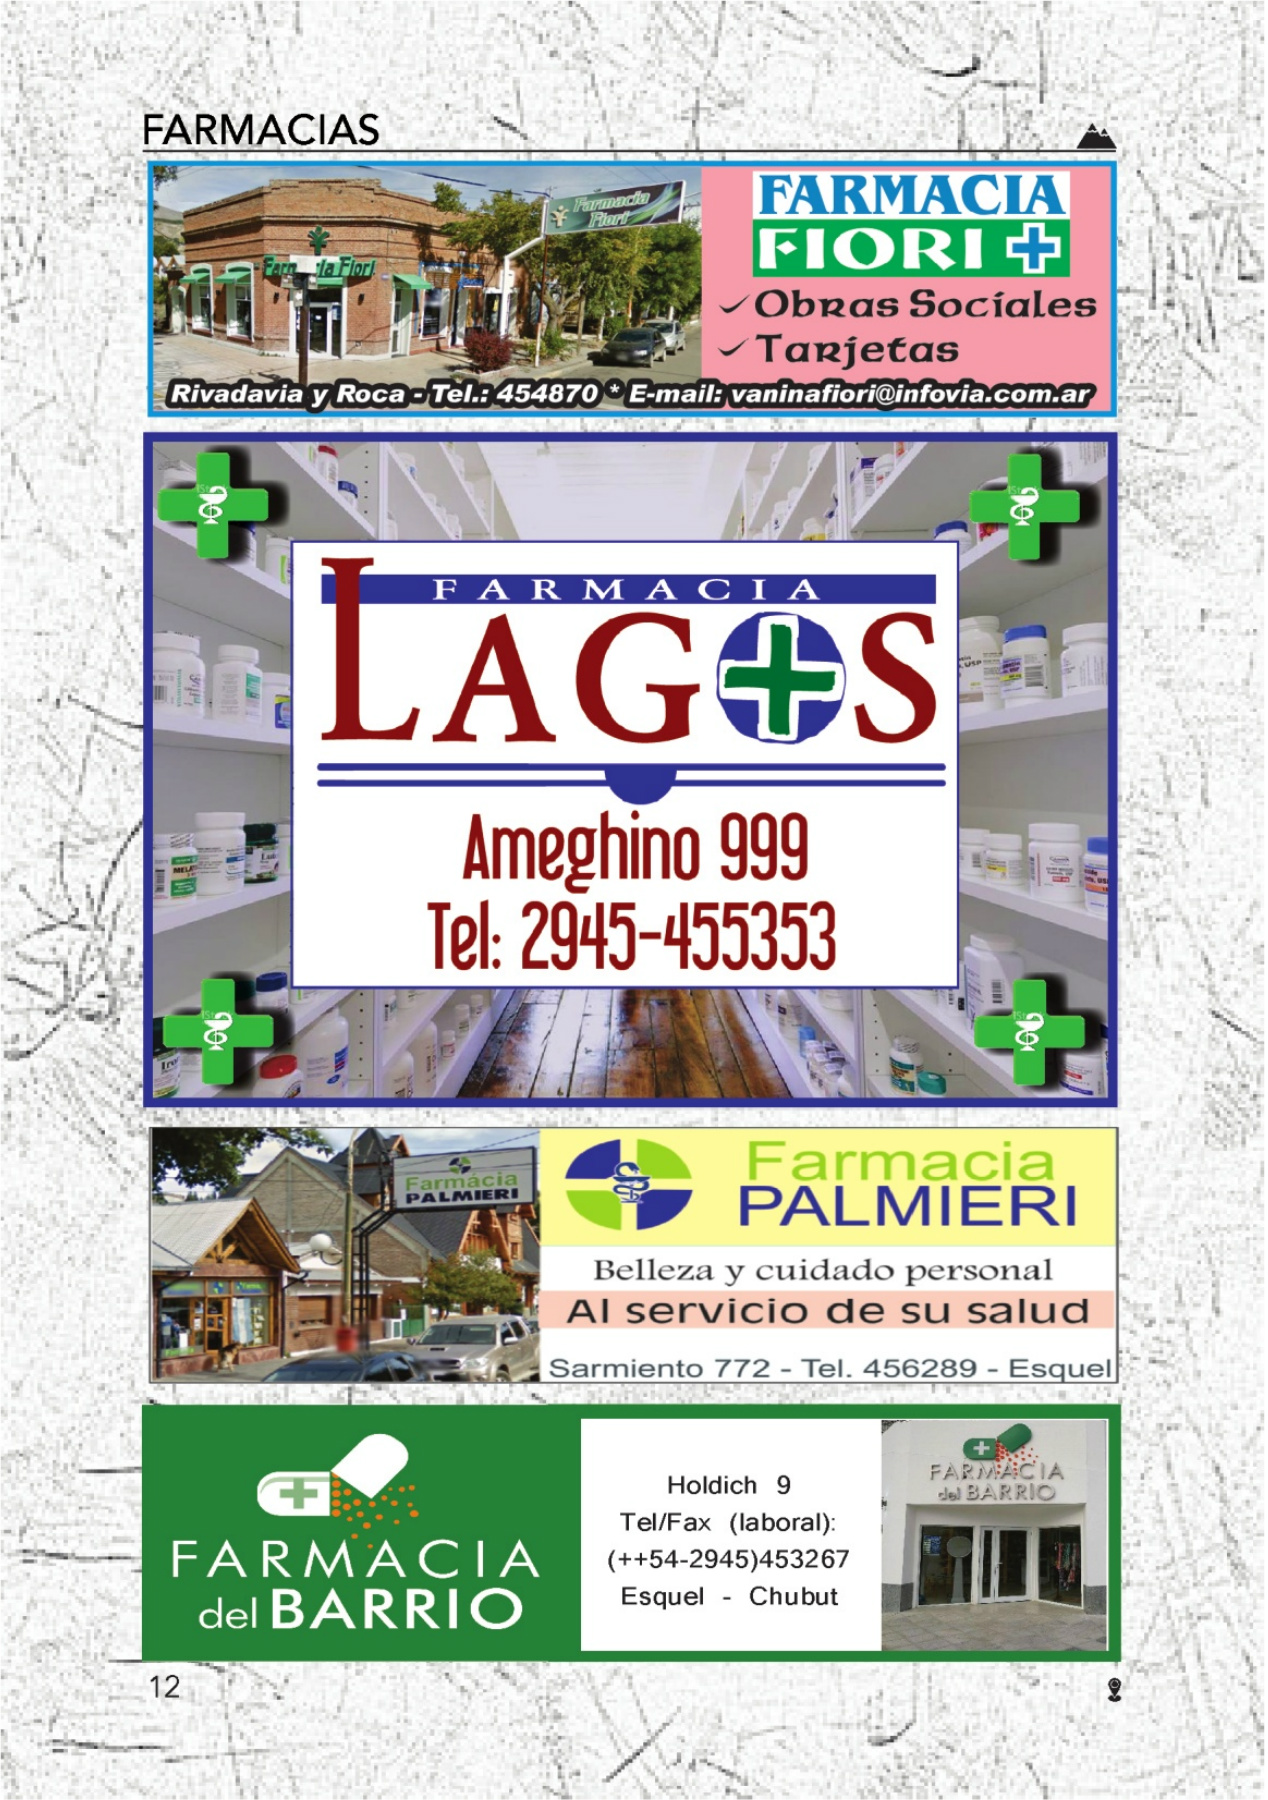 FARMACIAS
Farmacia
Fiori
Farmacia Fiori
FARMACIA
FIORI
Obras Sociales
Tarjetas
Rivadavia y Roca - Tel.: 454870 * E-mail: vaninafiori@infovia.com.ar
FARMACIA
LAGOS
Ameghino 999
Tel: 2945-455353
Farmácia
PALMIERI
Farmacia
PALMIERI
Belleza y cuidado personal
Al servicio de su salud
Sarmiento 772 - Tel. 456289 - Esquel
FARMACIA
del BARRIO
Holdich 9
Tel/Fax (laboral):
(++54-2945)453267
Esquel - Chubut
FARMACIA
del BARRIO
12